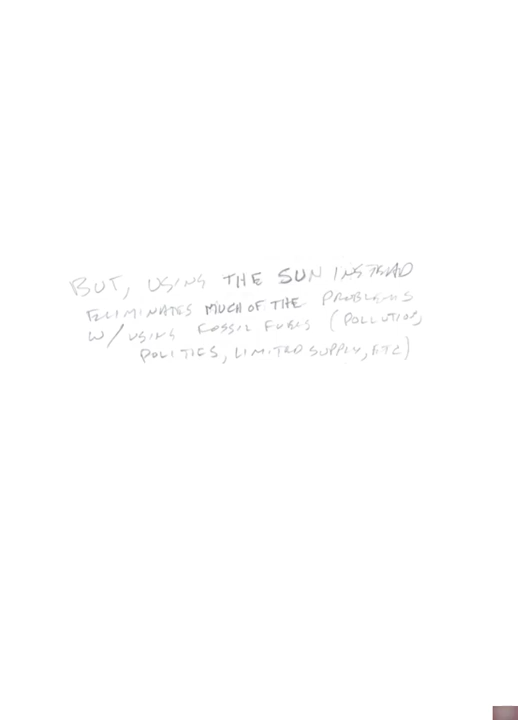 BUT, USING THE SUN INSTEAD
ELIMINATES MUCH OF THE PROBLEMS
W/USING FOSSIL FUELS (POLLUTION,
POLITICS, LIMITED SUPPLY, ETC)